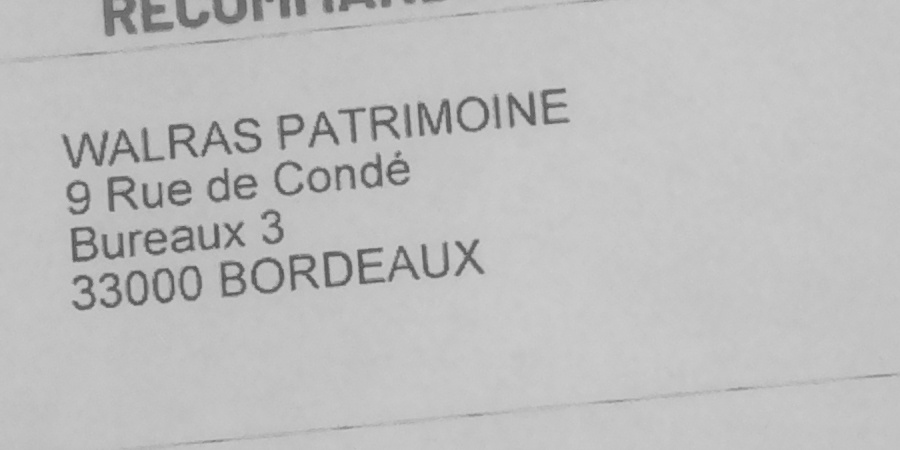 WALRAS PATRIMOINE
9 Rue de Condé
Bureaux 3
33000 BORDEAUX